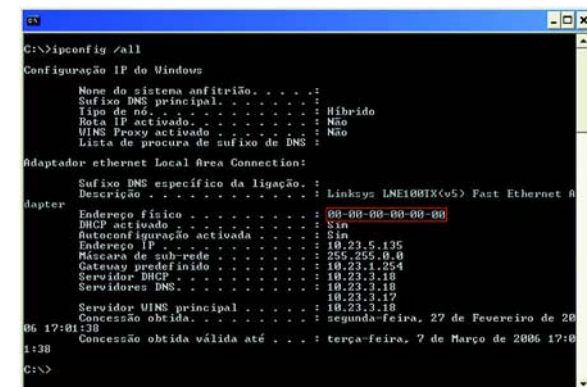 C:\>ipconfig /all
Configuração IP do Windows
Nome do sistema anfitrião. . . . .:
Sufixo DNS principal. . . . . . . :
Tipo de nó. . . . . . . . . . . . : Híbrido
Rota IP activado. . . . . . . . . : Não
WINS Proxy activado . . . . . . . : Não
Lista de procura de sufixo de DNS :
Adaptador ethernet Local Area Connection:
Sufixo DNS específico da ligação. :
Descrição . . . . . . . . . . . . : Linksys LNE100TX(v5) Fast Ethernet A
dapter
Endereço físico . . . . . . . . . : 00-00-00-00-00-00
DHCP activado . . . . . . . . . . : Sim
Autoconfiguração activada . . . . : Sim
Endereço IP . . . . . . . . . . . : 10.23.5.135
Máscara de sub-rede . . . . . . . : 255.255.0.0
Gateway predefinido . . . . . . . : 10.23.1.254
Servidor DHCP . . . . . . . . . . : 10.23.3.18
Servidores DNS. . . . . . . . . . : 10.23.3.18
10.23.3.17
Servidor WINS principal . . . . . : 10.23.3.18
Concessão obtida. . . . . . . . . : segunda-feira, 27 de Fevereiro de 20
06 17:01:38
Concessão obtida válida até . . . : terça-feira, 7 de Março de 2006 17:0
1:38
C:\>